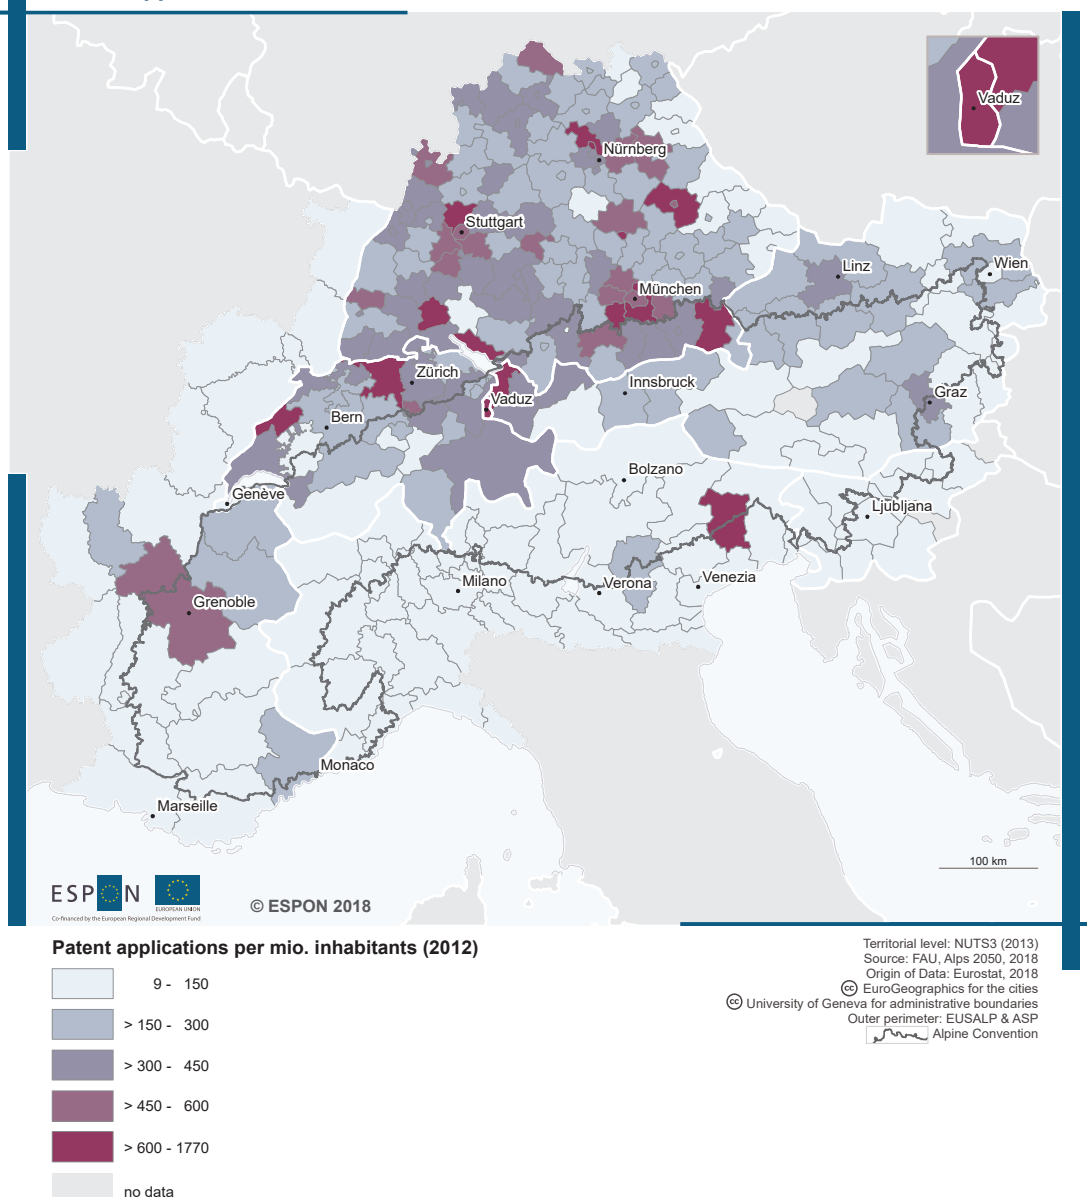 Vaduz
Nürnberg
Stuttgart
Linz
Wien
München
Zürich
Innsbruck
Vaduz
Graz
Bern
Bolzano
Genève
Ljubljana
Milano
Verona
Venezia
Grenoble
Monaco
Marseille
100 km
ESPON
EUROPEAN UNION
Co-financed by the European Regional Development Fund
© ESPON 2018
Patent applications per mio. inhabitants (2012)
9 - 150
> 150 - 300
> 300 - 450
> 450 - 600
> 600 - 1770
no data
Territorial level: NUTS3 (2013)
Source: FAU, Alps 2050, 2018
Origin of Data: Eurostat, 2018
(cc) EuroGeographics for the cities
(cc) University of Geneva for administrative boundaries
Outer perimeter: EUSALP & ASP
Alpine Convention